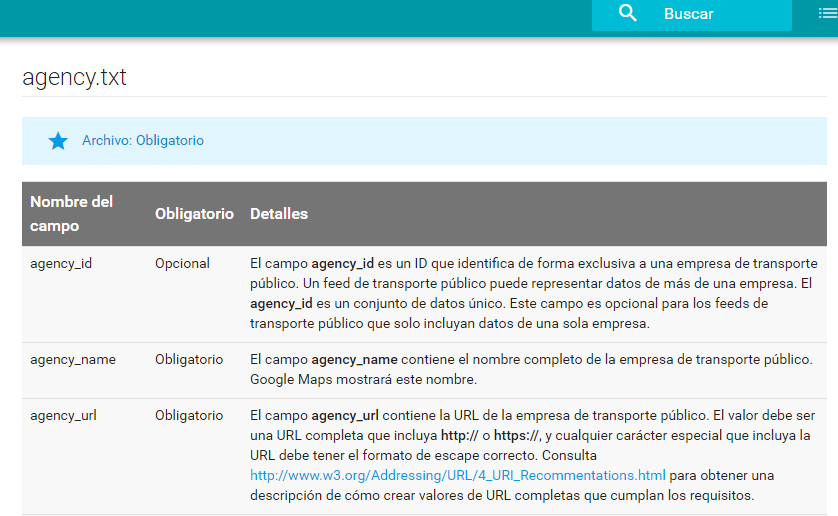 Buscar
agency.txt
Archivo: Obligatorio
Nombre del
campo
Obligatorio
Detalles
agency_id
Opcional
El campo agency_id es un ID que identifica de forma exclusiva a una empresa de transporte
público. Un feed de transporte público puede representar datos de más de una empresa. El
agency_id es un conjunto de datos único. Este campo es opcional para los feeds de
transporte público que solo incluyan datos de una sola empresa.
agency_name
Obligatorio
El campo agency_name contiene el nombre completo de la empresa de transporte público.
Google Maps mostrará este nombre.
agency_url
Obligatorio
El campo agency_url contiene la URL de la empresa de transporte público. El valor debe ser
una URL completa que incluya http:// o https://, y cualquier carácter especial que incluya la
URL debe tener el formato de escape correcto. Consulta
http://www.w3.org/Addressing/URL/4_URI_Recommentations.html para obtener una
descripción de cómo crear valores de URL completas que cumplan los requisitos.